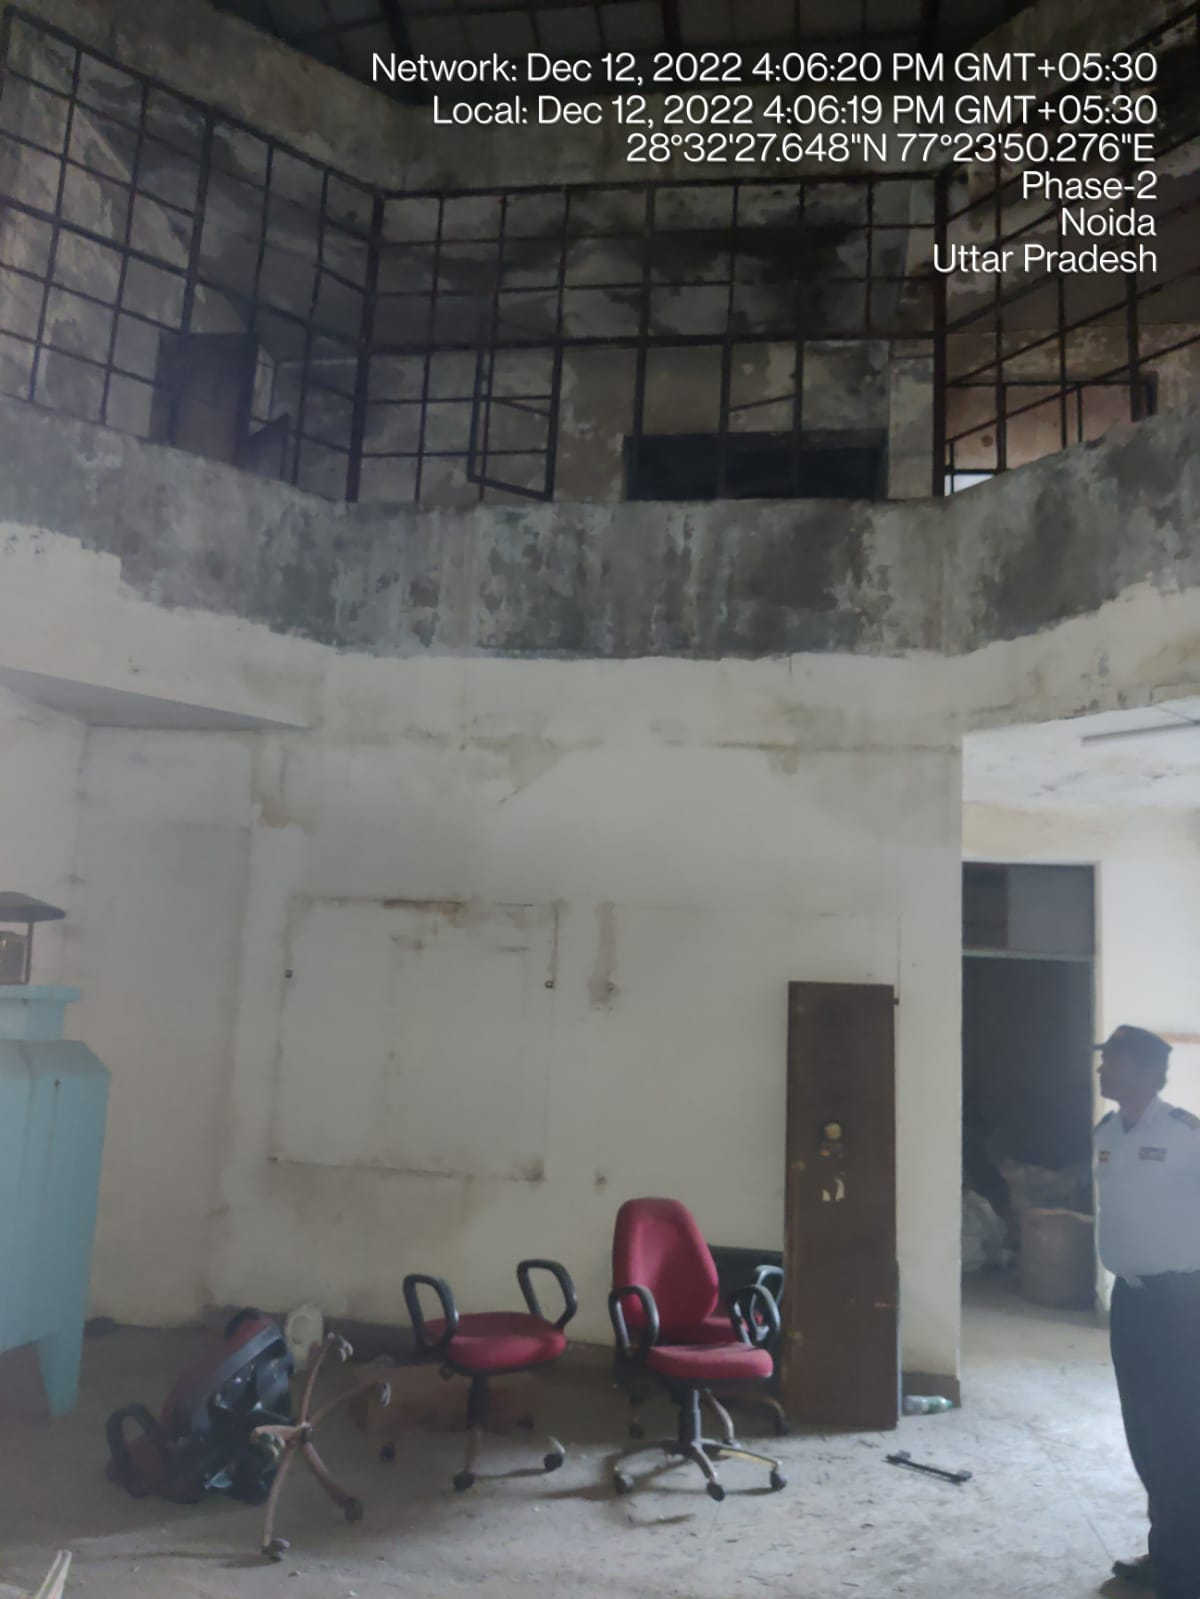 Network: Dec 12, 2022 4:06:20 PM GMT+05:30
Local: Dec 12, 2022 4:06:19 PM GMT+05:30
28°32'27.648"N 77°23'50.276"E
Phase-2
Noida
Uttar Pradesh